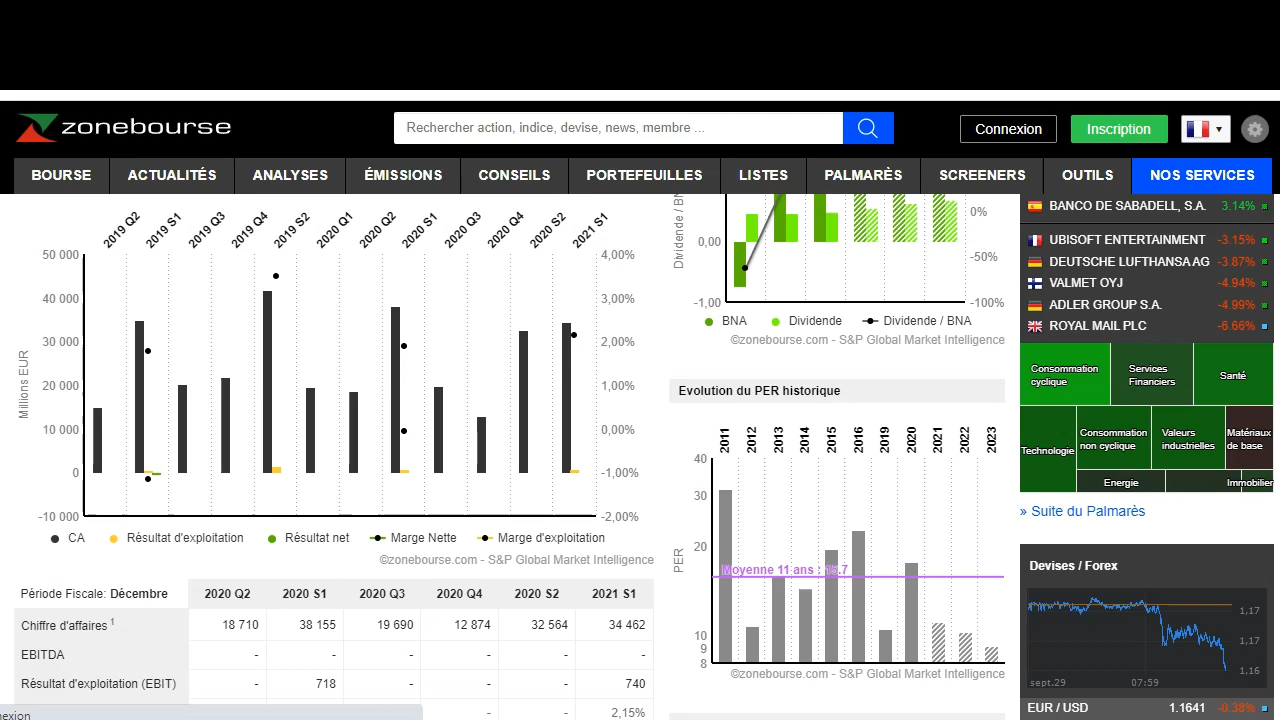 zonebourse
Rechercher action, indice, devise, news, membre ...
Connexion
Inscription
BOURSE ACTUALITÉS ANALYSES ÉMISSIONS CONSEILS PORTEFEUILLES LISTES PALMARÈS SCREENERS OUTILS NOS SERVICES
2019 Q2 2019 S1 2019 Q3 2019 Q4 2019 S2 2020 Q1 2020 Q2 2020 S1 2020 Q3 2020 Q4 2020 S2 2021 S1
50 000 4,00%
40 000 3,00%
30 000 2,00%
20 000 1,00%
10 000 0,00%
0 -1,00%
-10 000 -2,00%
Millions EUR
CA Résultat d'exploitation Résultat net Marge Nette Marge d'exploitation
©zonebourse.com - S&P Global Market Intelligence
Période Fiscale: Décembre 2020 Q2 2020 S1 2020 Q3 2020 Q4 2020 S2 2021 S1
Chiffre d'affaires 1 18 710 38 155 19 690 12 874 32 564 34 462
EBITDA - - - - - -
Résultat d'exploitation (EBIT) - 718 - - - 740
- - 2,15%
nexion
Dividende / BN
0%
0,00
-50%
-1,00 -100%
BNA Dividende Dividende / BNA
©zonebourse.com - S&P Global Market Intelligence
Evolution du PER historique
2011 2012 2013 2014 2015 2016 2019 2020 2021 2022 2023
40
30
20
10
9
8
PER
Moyenne 11 ans : 15.7
©zonebourse.com - S&P Global Market Intelligence
BANCO DE SABADELL, S.A. 3.14%
UBISOFT ENTERTAINMENT -3.15%
DEUTSCHE LUFTHANSA AG -3.87%
VALMET OYJ -4.94%
ADLER GROUP S.A. -4.99%
ROYAL MAIL PLC -6.66%
Consommation
cyclique
Services
Financiers
Santé
Technologie
Consommation
non cyclique
Valeurs
industrielles
Matériaux
de base
Energie
Immobilier
» Suite du Palmarès
Devises / Forex
1,17
1,17
1,16
sept.29 07:59
EUR / USD 1.1641 -0.38%